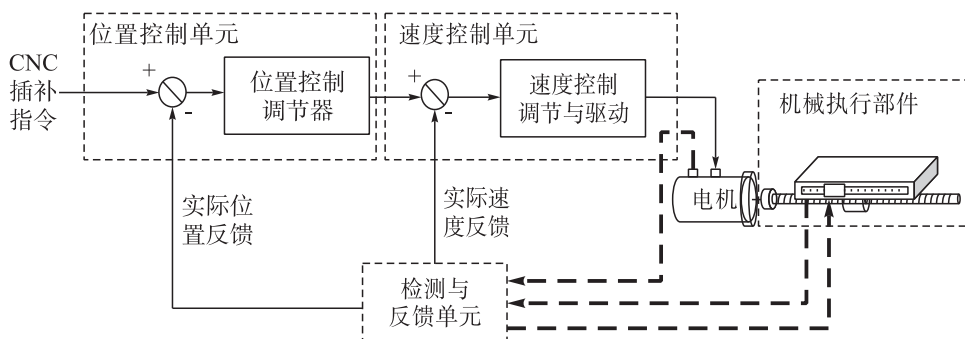 位置控制单元
速度控制单元
CNC
插补
指令
+
-
位置控制
调节器
+
-
速度控制
调节与驱动
机械执行部件
电机
实际位
置反馈
实际速
度反馈
检测与
反馈单元